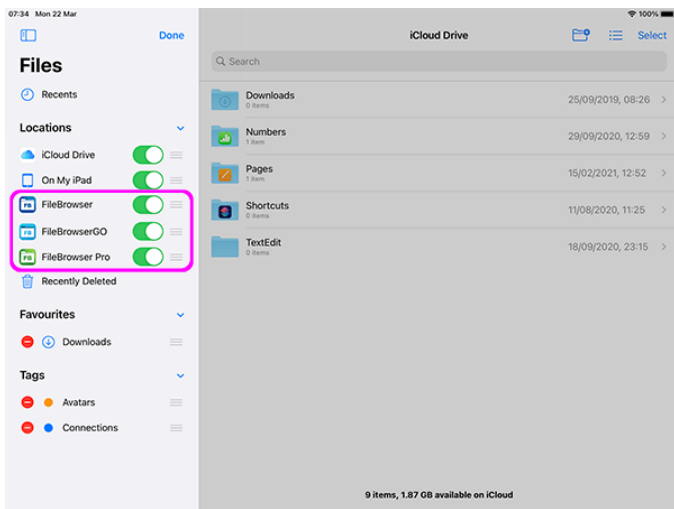 07:34 Mon 22 Mar
100%
Done
iCloud Drive
Select
Files
Search
Recents
Locations
iCloud Drive
On My iPad
FB FileBrowser
FB FileBrowserGO
FB FileBrowser Pro
Recently Deleted
Favourites
Downloads
Tags
Avatars
Connections
Downloads
0 items
25/09/2019, 08:26
Numbers
1 item
29/09/2020, 12:59
Pages
1 item
15/02/2021, 12:52
Shortcuts
0 items
11/08/2020, 11:25
TextEdit
0 items
18/09/2020, 23:15
9 items, 1.87 GB available on iCloud